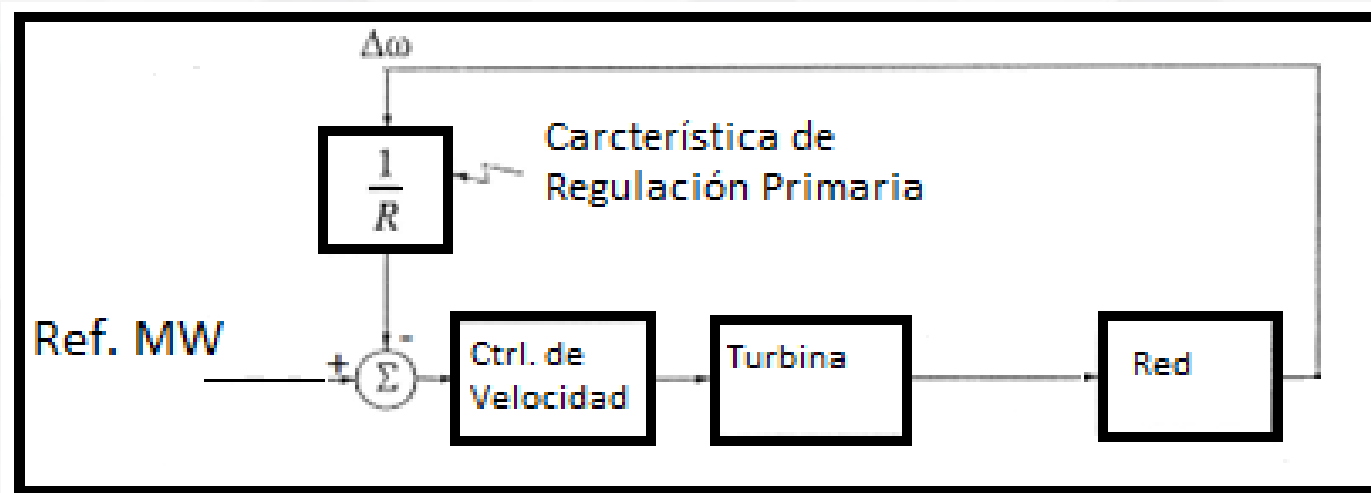 Δω
1
R
Carcterística de
Regulación Primaria
Ref. MW
+
-
Σ
Ctrl. de
Velocidad
Turbina
Red